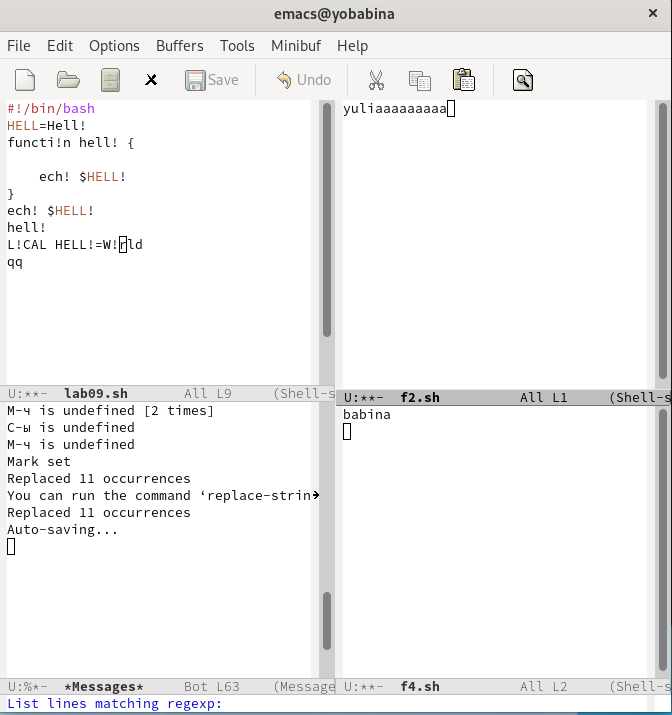 emacs@yobabina ×
File Edit Options Buffers Tools Minibuf Help
Save Undo
#!/bin/bash
HELL=Hell!
functi!n hell! {
    ech! $HELL!
}
ech! $HELL!
hell!
L!CAL HELL!=W!rld
qq
U:**-  lab09.sh       All L9     (Shell-s
M-ч is undefined [2 times]
C-ы is undefined
M-ч is undefined
Mark set
Replaced 11 occurrences
You can run the command ‘replace-strin
Replaced 11 occurrences
Auto-saving...
U:%*-  *Messages*     Bot L63    (Message
yuliaaaaaaaaa
U:**-  f2.sh          All L1     (Shell-s
babina
U:**-  f4.sh          All L2     (Shell-s
List lines matching regexp: